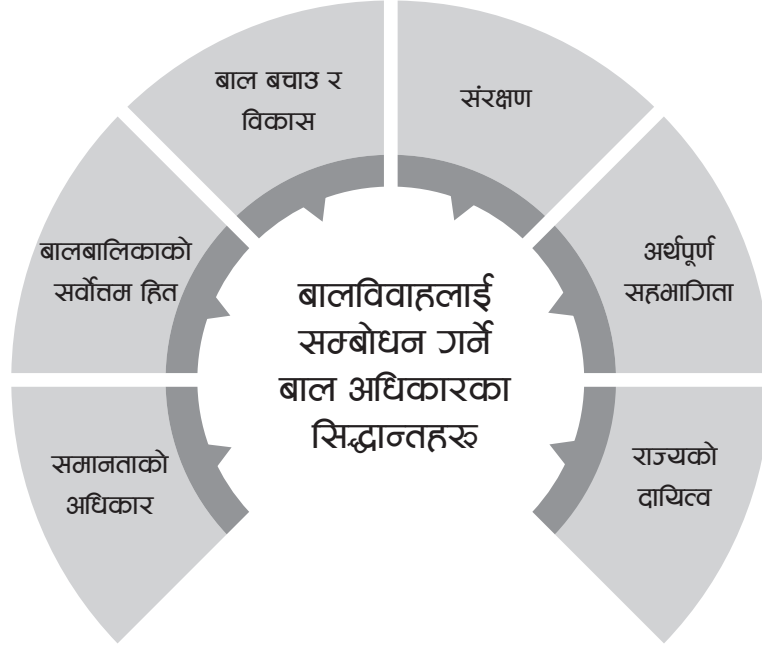 बाल बचाउ र
विकास
संरक्षण
बालबालिकाको
सर्वोत्तम हित
अर्थपूर्ण
सहभागिता
बालविवाहलाई
सम्बोधन गर्ने
बाल अधिकारका
सिद्धान्तहरु
समानताको
अधिकार
राज्यको
दायित्व